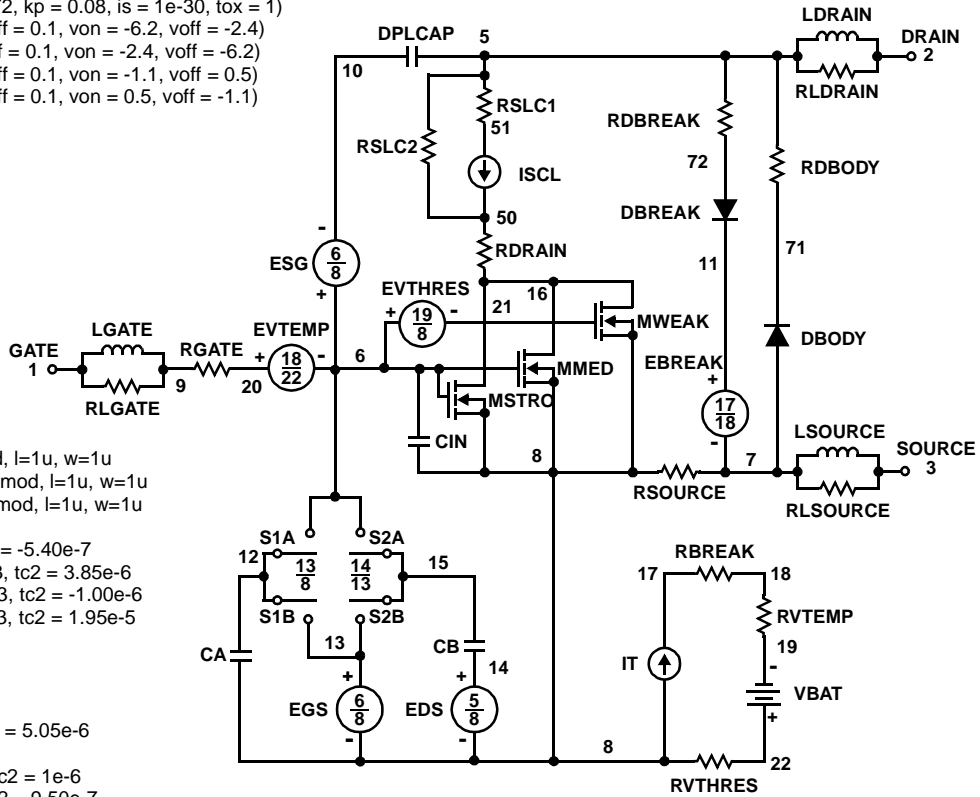 72, kp = 0.08, is = 1e-30, tox = 1)
ff = 0.1, von = -6.2, voff = -2.4)
f = 0.1, von = -2.4, voff = -6.2)
ff = 0.1, von = -1.1, voff = 0.5)
ff = 0.1, von = 0.5, voff = -1.1)
DPLCAP
5
10
LDRAIN
DRAIN
2
RLDRAIN
RSLC1
51
RSLC2
ISCL
RDBREAK
72
RDBODY
50
DBREAK
RDRAIN
11
71
-
ESG
6
8
+
EVTHRES
+
19
8
-
21
16
MWEAK
LGATE
EVTEMP
GATE
1
RGATE
+
18
22
-
6
MMED
EBREAK
+
DBODY
9
20
RLGATE
MSTRO
17
18
-
CIN
8
7
LSOURCE
SOURCE
3
RSOURCE
RLSOURCE
, l=1u, w=1u
mod, l=1u, w=1u
mod, l=1u, w=1u
= -5.40e-7
, tc2 = 3.85e-6
3, tc2 = -1.00e-6
3, tc2 = 1.95e-5
= 5.05e-6
c2 = 1e-6
S1A
S2A
12
13
8
14
13
15
S1B
S2B
13
CA
CB
14
+
+
EGS
6
8
EDS
5
8
-
-
RBREAK
17
18
RVTEMP
19
IT
-
VBAT
+
8
22
RVTHRES